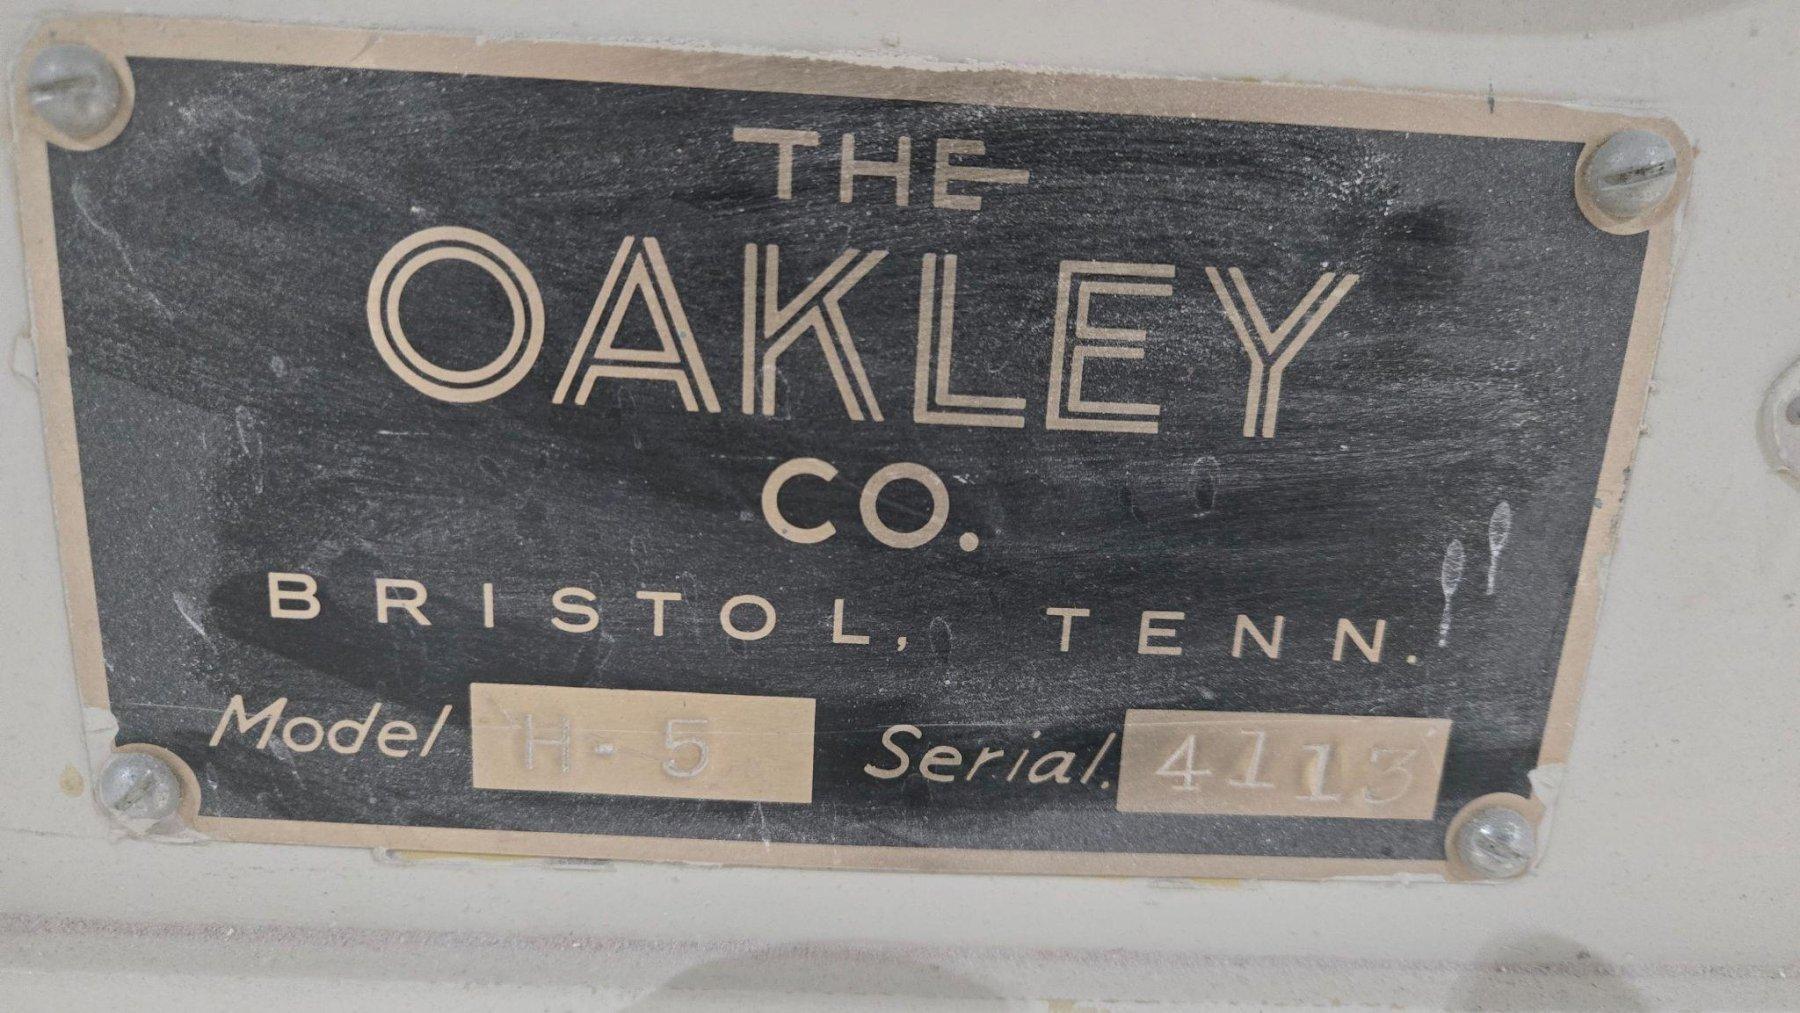 THE
OAKLEY
CO.
BRISTOL, TENN.
Model H-5 Serial. 4113